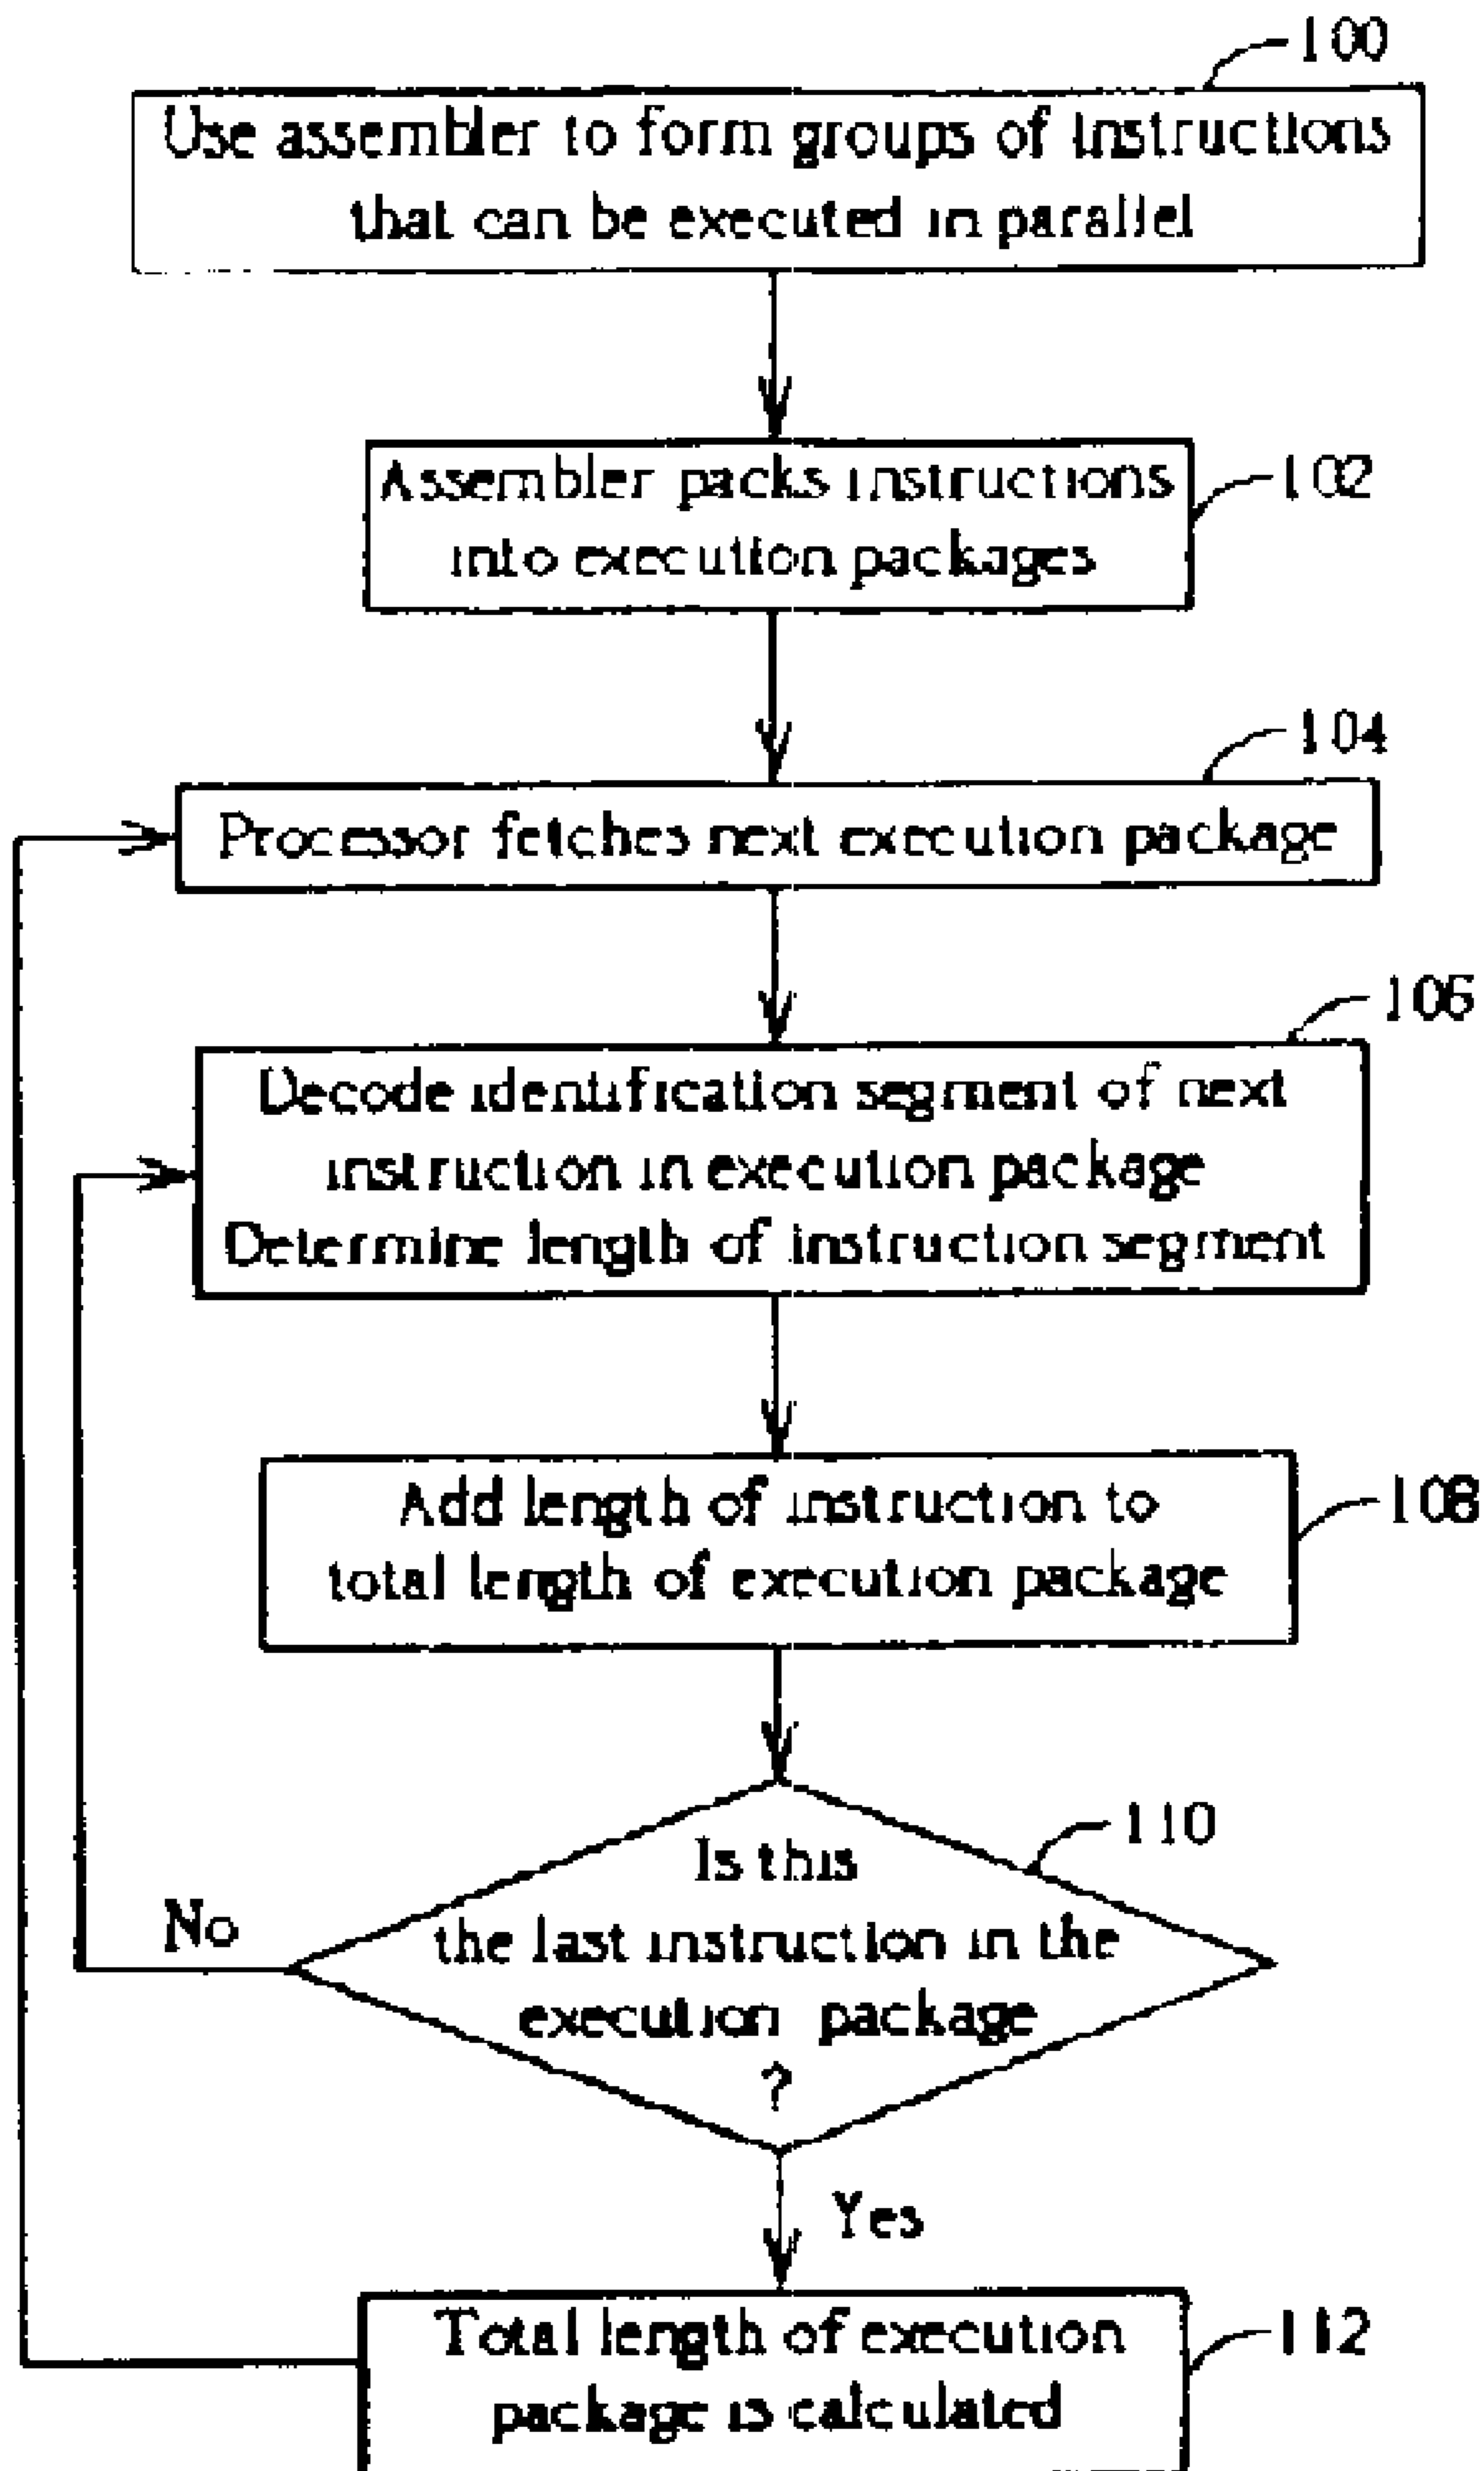 100
Use assembler to form groups of instructions
that can be executed in parallel
Assembler packs instructions
into execution packages
102
104
Processor fetches next execution package
106
Decode identification segment of next
instruction in execution package
Determine length of instruction segment
Add length of instruction to
total length of execution package
108
110
Is this
the last instruction in the
execution package
?
No
Yes
Total length of execution
package is calculated
112